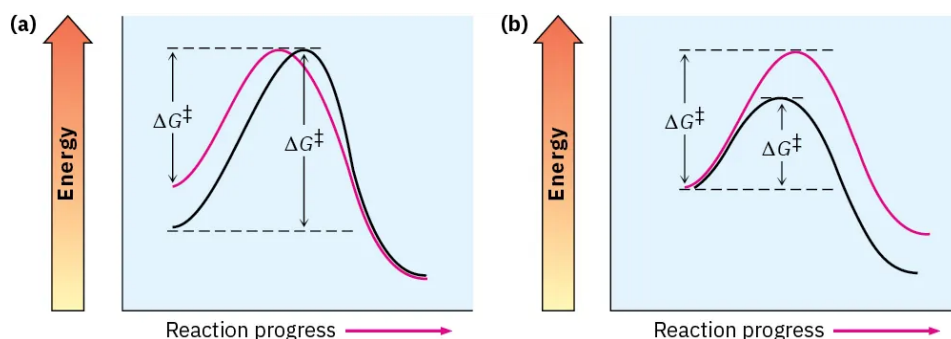 (a)
Energy
ΔG‡
ΔG‡
Reaction progress
(b)
Energy
ΔG‡
ΔG‡
Reaction progress